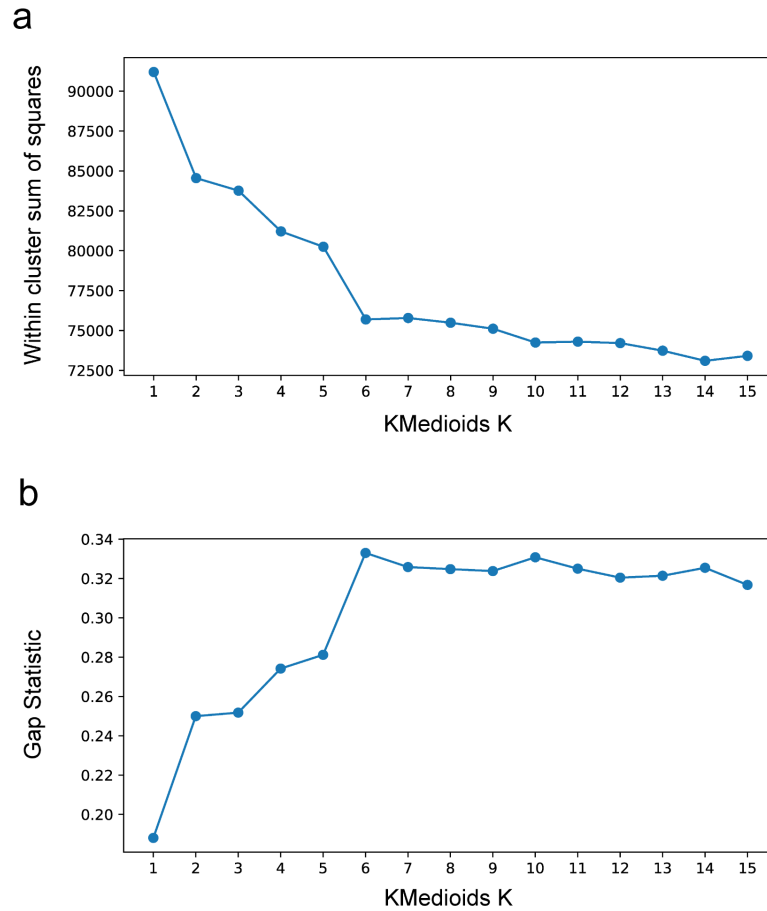 a
Within cluster sum of squares
90000
87500
85000
82500
80000
77500
75000
72500
1 2 3 4 5 6 7 8 9 10 11 12 13 14 15
KMedioids K
b
Gap Statistic
0.34
0.32
0.30
0.28
0.26
0.24
0.22
0.20
1 2 3 4 5 6 7 8 9 10 11 12 13 14 15
KMedioids K